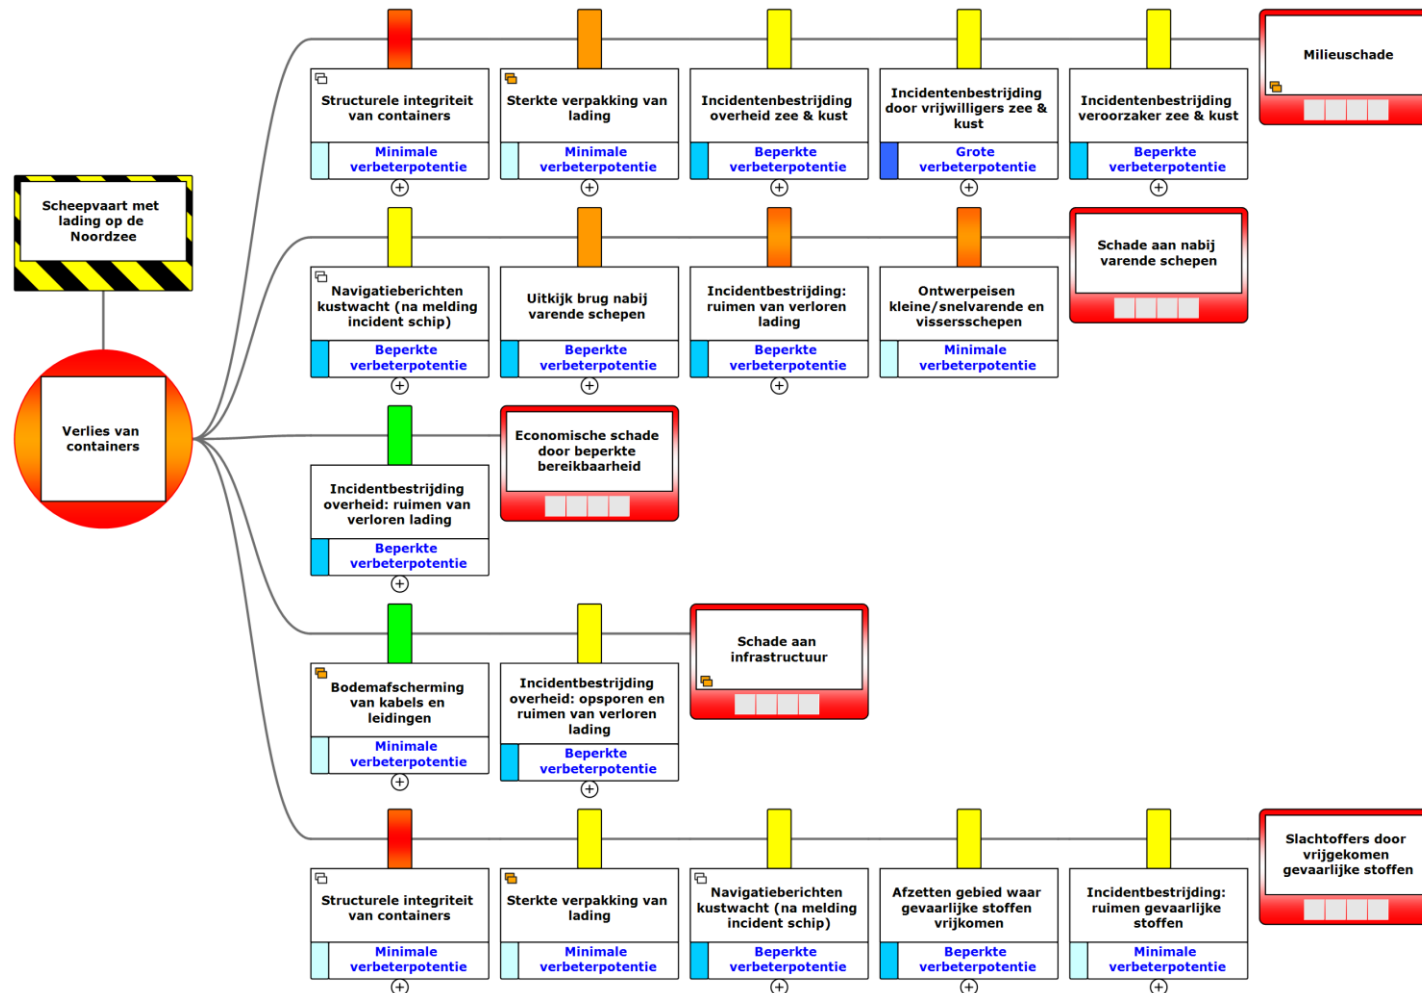 Scheepvaart met
lading op de
Noordzee
Verlies van
containers
Structurele integriteit
van containers
Minimale
verbeterpotentie
Sterkte verpakking van
lading
Minimale
verbeterpotentie
Incidentenbestrijding
overheid zee & kust
Beperkte
verbeterpotentie
Incidentenbestrijding
door vrijwilligers zee &
kust
Grote
verbeterpotentie
Incidentenbestrijding
veroorzaker zee & kust
Beperkte
verbeterpotentie
Milieuschade
Navigatieberichten
kustwacht (na melding
incident schip)
Beperkte
verbeterpotentie
Uitkijk brug nabij
varende schepen
Beperkte
verbeterpotentie
Incidentbestrijding:
ruimen van verloren
lading
Beperkte
verbeterpotentie
Ontwerpeisen
kleine/snelvarende en
vissersschepen
Minimale
verbeterpotentie
Schade aan nabij
varende schepen
Incidentbestrijding
overheid: ruimen van
verloren lading
Beperkte
verbeterpotentie
Economische schade
door beperkte
bereikbaarheid
Bodemafscherming
van kabels en
leidingen
Minimale
verbeterpotentie
Incidentbestrijding
overheid: opsporen en
ruimen van verloren
lading
Beperkte
verbeterpotentie
Schade aan
infrastructuur
Structurele integriteit
van containers
Minimale
verbeterpotentie
Sterkte verpakking van
lading
Minimale
verbeterpotentie
Navigatieberichten
kustwacht (na melding
incident schip)
Beperkte
verbeterpotentie
Afzetten gebied waar
gevaarlijke stoffen
vrijkomen
Beperkte
verbeterpotentie
Incidentbestrijding:
ruimen gevaarlijke
stoffen
Minimale
verbeterpotentie
Slachtoffers door
vrijgekomen
gevaarlijke stoffen